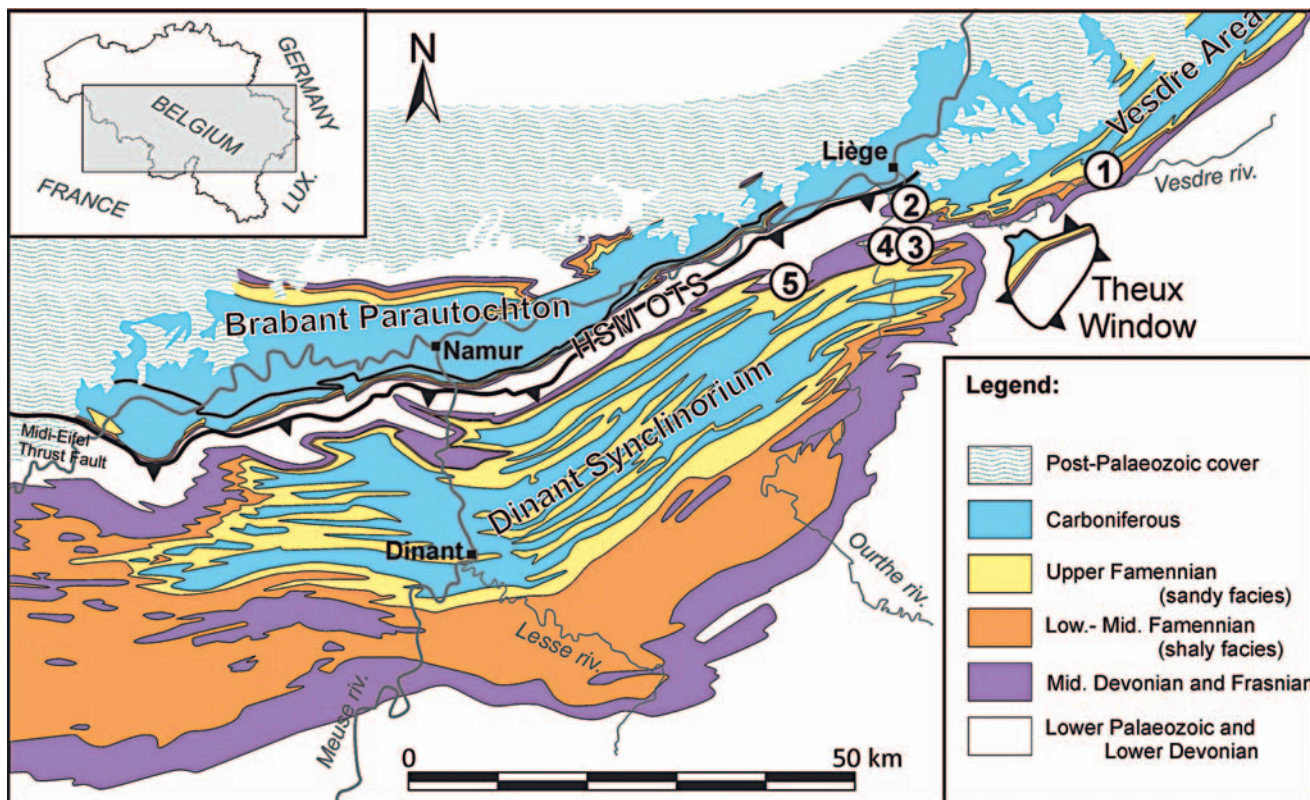 GERMANY
BELGIUM
FRANCE
LUX.
N
Vesdre Area
Liège
1
Vesdre riv.
2
4
3
5
Theux
Window
HSM OTS
Brabant Parautochton
Namur
Midi-Eifel
Thrust Fault
Dinant Synclinorium
Dinant
Ourthe riv.
Lesse riv.
Meuse riv.
0
50 km
Legend:
Post-Palaeozoic cover
Carboniferous
Upper Famennian
(sandy facies)
Low.- Mid. Famennian
(shaly facies)
Mid. Devonian and Frasnian
Lower Palaeozoic and
Lower Devonian